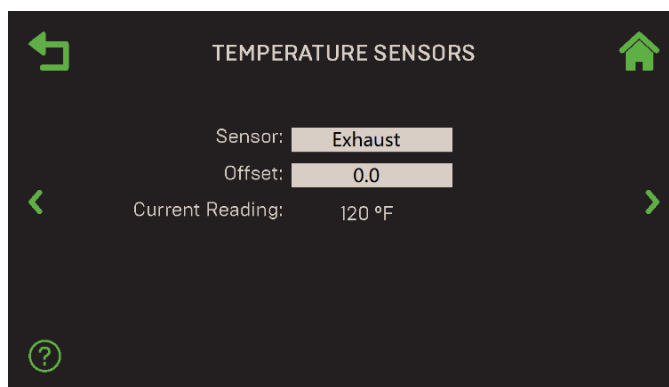 TEMPERATURE SENSORS
Sensor: Exhaust
Offset: 0.0
Current Reading: 120 °F
?